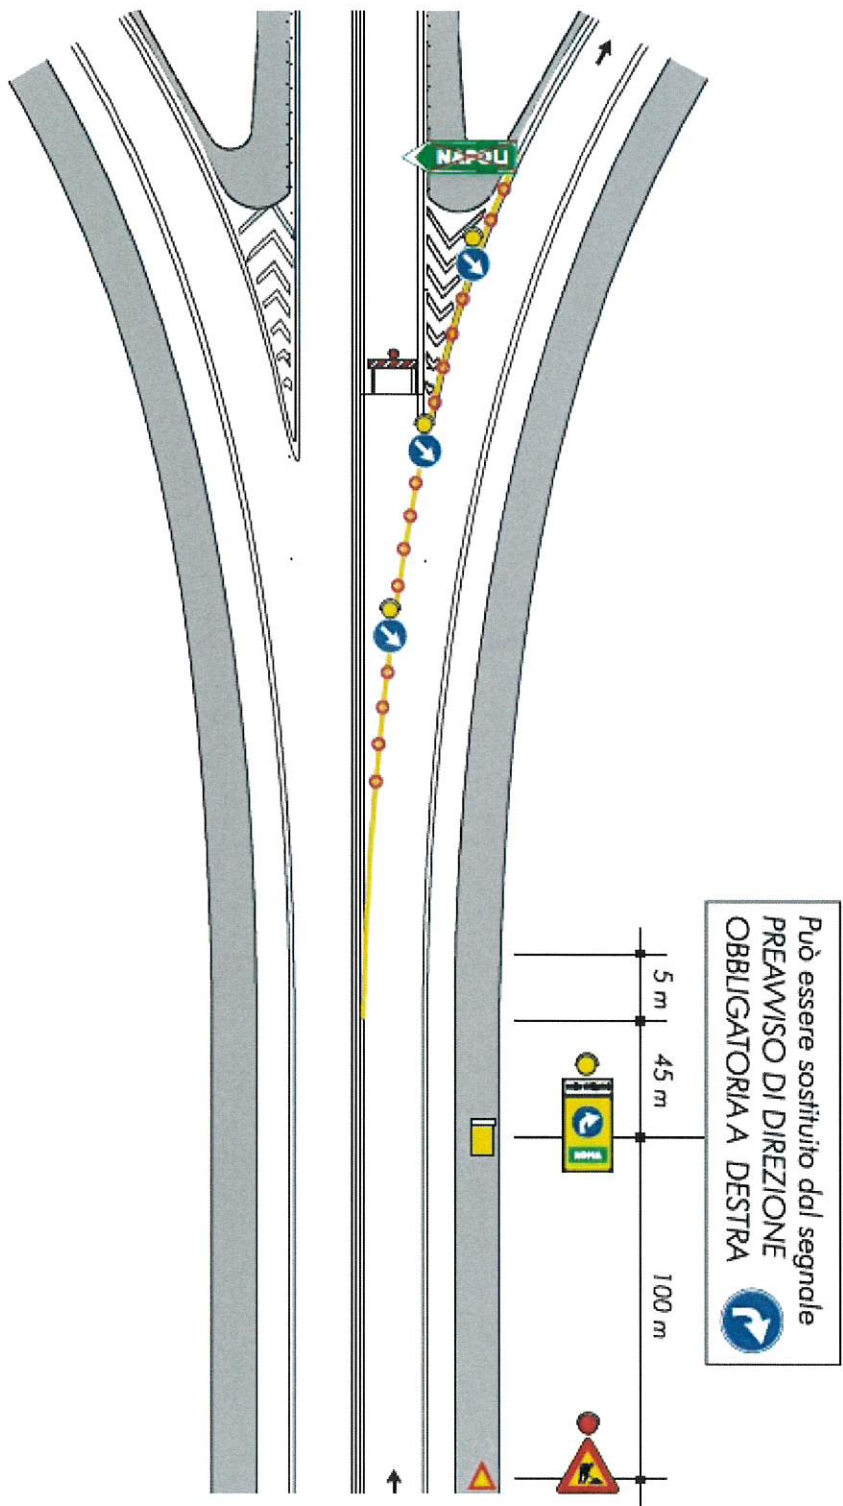 Può essere sostituito dal segnale
PREAVVISO DI DIREZIONE
OBBLIGATORIA A DESTRA
5 m
45 m
100 m
NAPOLI
ROMA